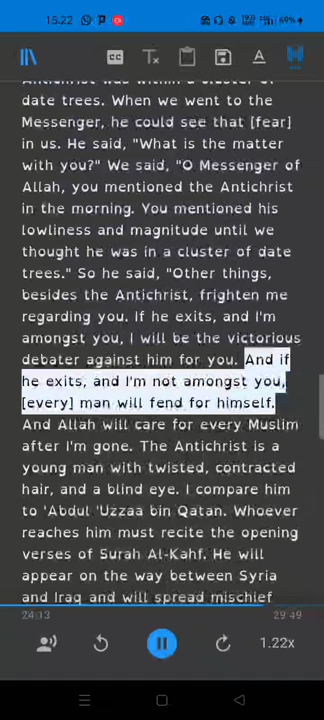 15.22
69%
Antichrist was within a cluster of
date trees. When we went to the
Messenger, he could see that [fear]
in us. He said, "What is the matter
with you?" We said, "O Messenger of
Allah, you mentioned the Antichrist
in the morning. You mentioned his
lowliness and magnitude until we
thought he was in a cluster of date
trees." So he said, "Other things,
besides the Antichrist, frighten me
regarding you. If he exits, and I'm
amongst you, I will be the victorious
debater against him for you. And if
he exits, and I'm not amongst you,
[every] man will fend for himself.
And Allah will care for every Muslim
after I'm gone. The Antichrist is a
young man with twisted, contracted
hair, and a blind eye. I compare him
to 'Abdul 'Uzzaa bin Qatan. Whoever
reaches him must recite the opening
verses of Surah Al-Kahf. He will
appear on the way between Syria
and Iraq and will spread mischief
24:13 29:49
1.22x